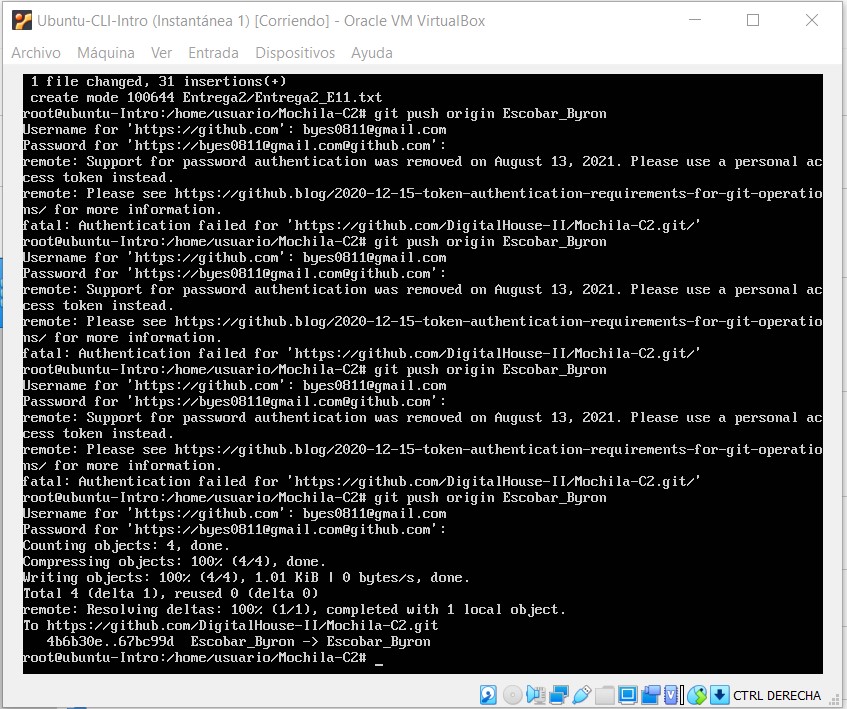 Ubuntu-CLI-Intro (Instantánea 1) [Corriendo] - Oracle VM VirtualBox
Archivo Máquina Ver Entrada Dispositivos Ayuda
1 file changed, 31 insertions(+)
create mode 100644 Entrega2/Entrega2_E11.txt
root@ubuntu-Intro:/home/usuario/Mochila-C2# git push origin Escobar_Byron
Username for 'https://github.com': byes0811@gmail.com
Password for 'https://byes0811@gmail.com@github.com':
remote: Support for password authentication was removed on August 13, 2021. Please use a personal ac
cess token instead.
remote: Please see https://github.blog/2020-12-15-token-authentication-requirements-for-git-operatio
ns/ for more information.
fatal: Authentication failed for 'https://github.com/DigitalHouse-II/Mochila-C2.git/'
root@ubuntu-Intro:/home/usuario/Mochila-C2# git push origin Escobar_Byron
Username for 'https://github.com': byes0811@gmail.com
Password for 'https://byes0811@gmail.com@github.com':
remote: Support for password authentication was removed on August 13, 2021. Please use a personal ac
cess token instead.
remote: Please see https://github.blog/2020-12-15-token-authentication-requirements-for-git-operatio
ns/ for more information.
fatal: Authentication failed for 'https://github.com/DigitalHouse-II/Mochila-C2.git/'
root@ubuntu-Intro:/home/usuario/Mochila-C2# git push origin Escobar_Byron
Username for 'https://github.com': byes0811@gmail.com
Password for 'https://byes0811@gmail.com@github.com':
remote: Support for password authentication was removed on August 13, 2021. Please use a personal ac
cess token instead.
remote: Please see https://github.blog/2020-12-15-token-authentication-requirements-for-git-operatio
ns/ for more information.
fatal: Authentication failed for 'https://github.com/DigitalHouse-II/Mochila-C2.git/'
root@ubuntu-Intro:/home/usuario/Mochila-C2# git push origin Escobar_Byron
Username for 'https://github.com': byes0811@gmail.com
Password for 'https://byes0811@gmail.com@github.com':
Counting objects: 4, done.
Compressing objects: 100% (4/4), done.
Writing objects: 100% (4/4), 1.01 KiB | 0 bytes/s, done.
Total 4 (delta 1), reused 0 (delta 0)
remote: Resolving deltas: 100% (1/1), completed with 1 local object.
To https://github.com/DigitalHouse-II/Mochila-C2.git
4b6b30e..67bc99d Escobar_Byron -> Escobar_Byron
root@ubuntu-Intro:/home/usuario/Mochila-C2# _
CTRL DERECHA